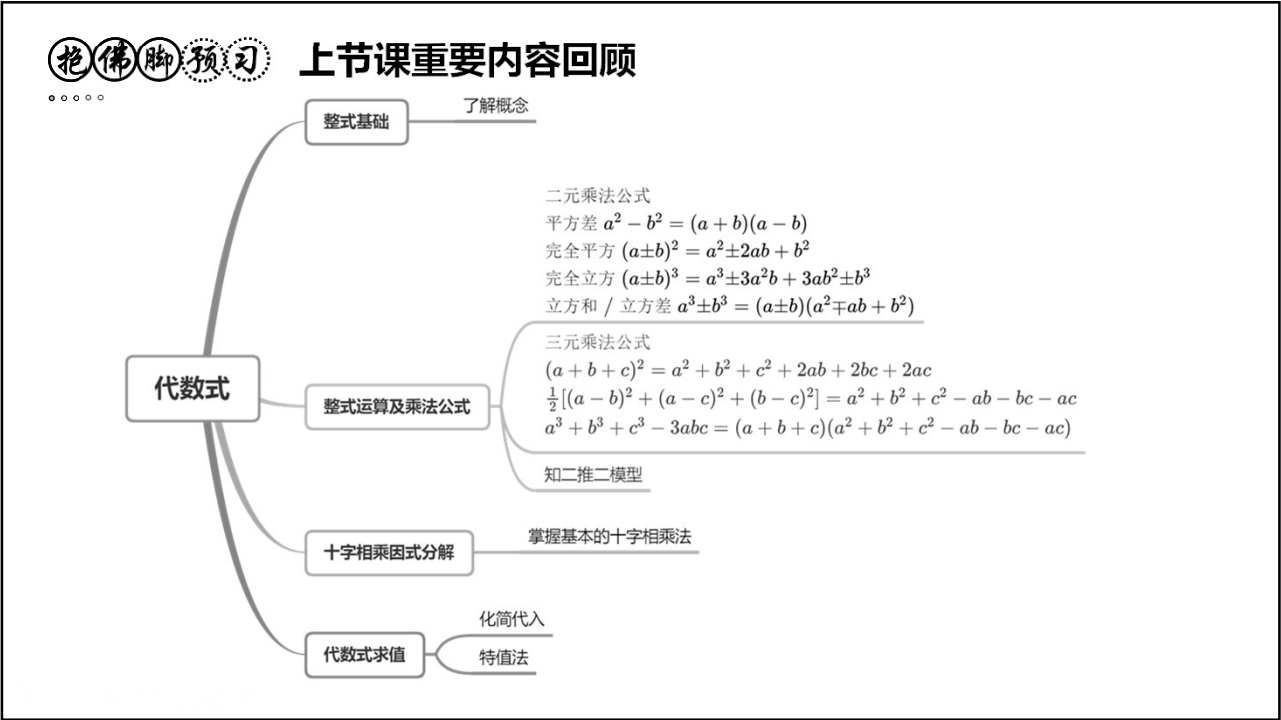 抱佛脚预习
上节课重要内容回顾
代数式
整式基础
了解概念
整式运算及乘法公式
二元乘法公式
平方差 a² − b² = (a + b)(a − b)
完全平方 (a±b)² = a²±2ab + b²
完全立方 (a±b)³ = a³±3a²b + 3ab²±b³
立方和 / 立方差 a³±b³ = (a±b)(a²∓ab + b²)
三元乘法公式
(a + b + c)² = a² + b² + c² + 2ab + 2bc + 2ac
½[(a − b)² + (a − c)² + (b − c)²] = a² + b² + c² − ab − bc − ac
a³ + b³ + c³ − 3abc = (a + b + c)(a² + b² + c² − ab − bc − ac)
知二推二模型
十字相乘因式分解
掌握基本的十字相乘法
代数式求值
化简代入
特值法